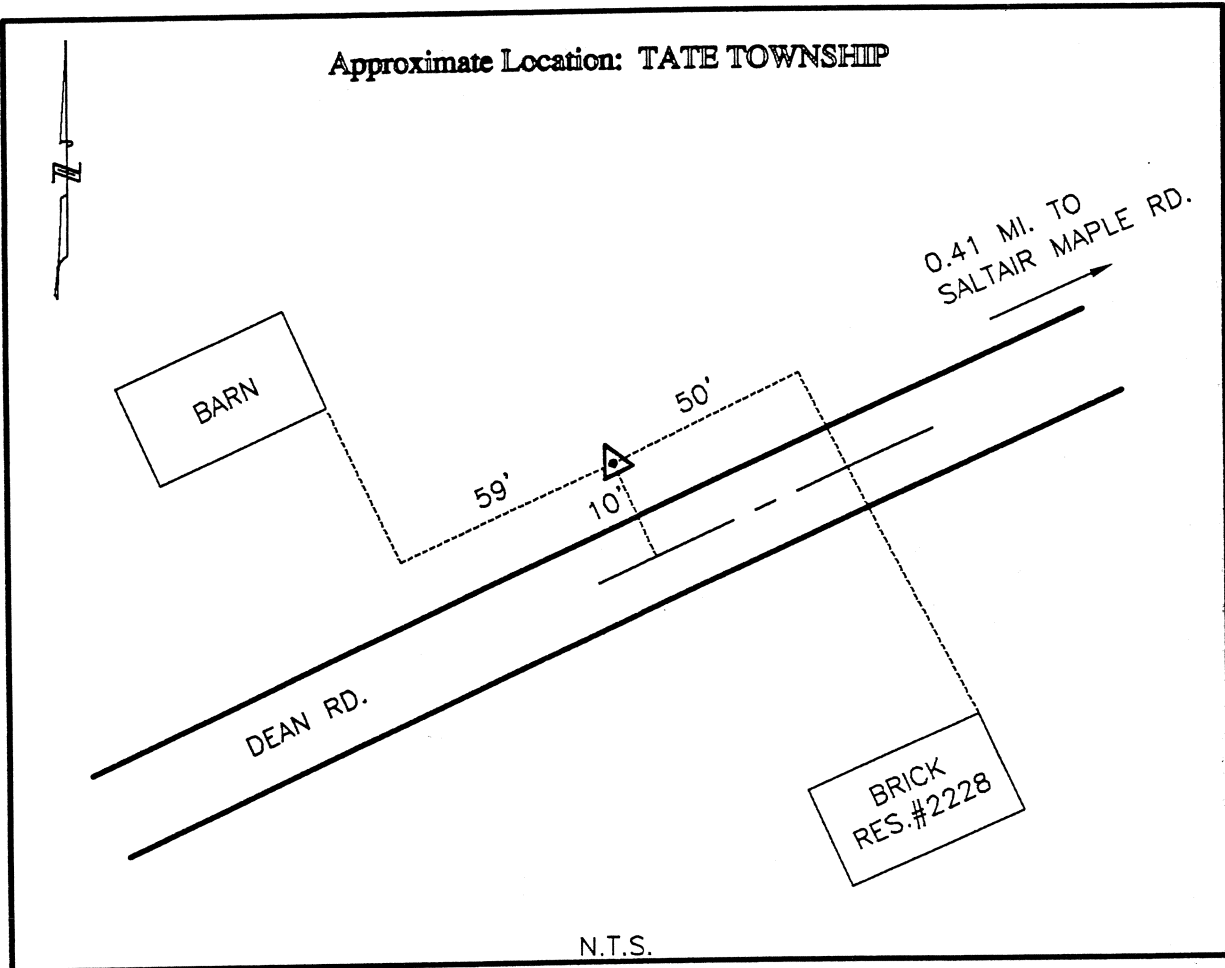 Approximate Location: TATE TOWNSHIP
N
0.41 MI. TO
SALTAIR MAPLE RD.
BARN
50'
59'
10'
DEAN RD.
BRICK
RES.#2228
N.T.S.